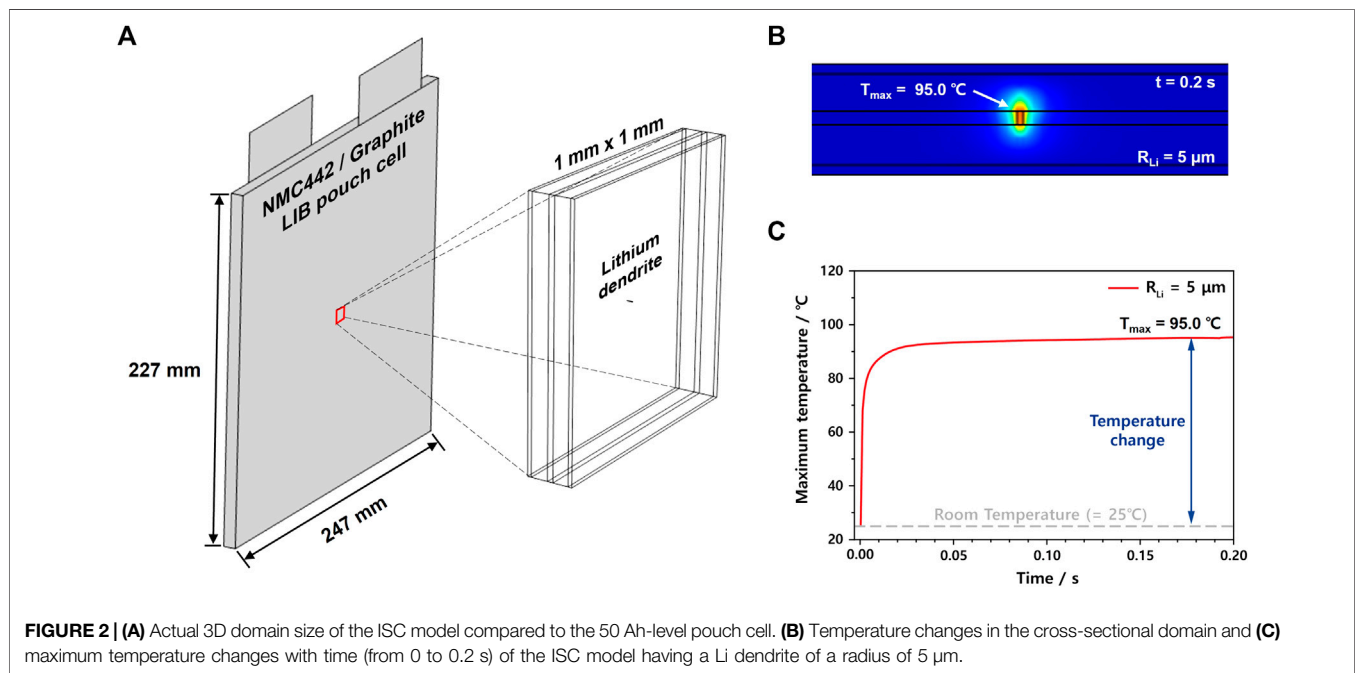 A
NMC442 / Graphite
LIB pouch cell
227 mm
247 mm
1 mm x 1 mm
Lithium
dendrite
B
t = 0.2 s
Tmax = 95.0 ℃
RLi = 5 μm
C
Maximum temperature / ℃
120
100
80
60
40
20
RLi = 5 μm
Tmax = 95.0 ℃
Temperature
change
Room Temperature (= 25℃)
0.00
0.05
0.10
0.15
0.20
Time / s
FIGURE 2 | (A) Actual 3D domain size of the ISC model compared to the 50 Ah-level pouch cell. (B) Temperature changes in the cross-sectional domain and (C)
maximum temperature changes with time (from 0 to 0.2 s) of the ISC model having a Li dendrite of a radius of 5 μm.